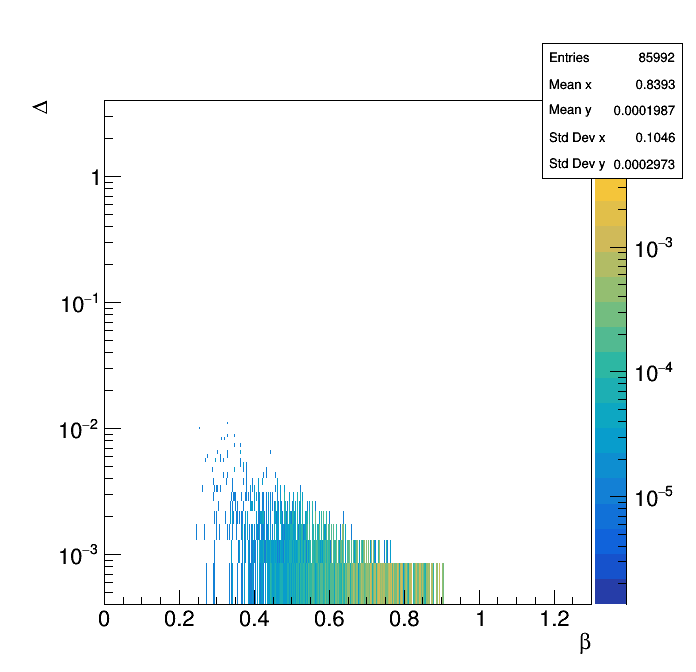 Entries 85992
Mean x 0.8393
Mean y 0.0001987
Std Dev x 0.1046
Std Dev y 0.0002973
Δ
1
10⁻¹
10⁻²
10⁻³
10⁻³
10⁻⁴
10⁻⁵
0 0.2 0.4 0.6 0.8 1 1.2
β